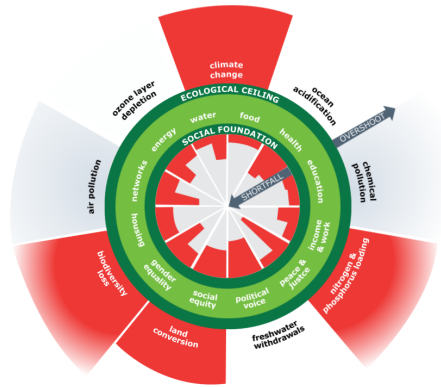 climate
change
ozone layer
depletion
ocean
acidification
ECOLOGICAL CEILING
OVERSHOOT
water
food
energy
health
SOCIAL FOUNDATION
SHORTFALL
networks
education
air pollution
chemical
pollution
housing
income
& work
gender
equality
peace &
justce
social
equity
political
voice
biodiversity
loss
nitrogen &
phosphorus loading
land
conversion
freshwater
withdrawals